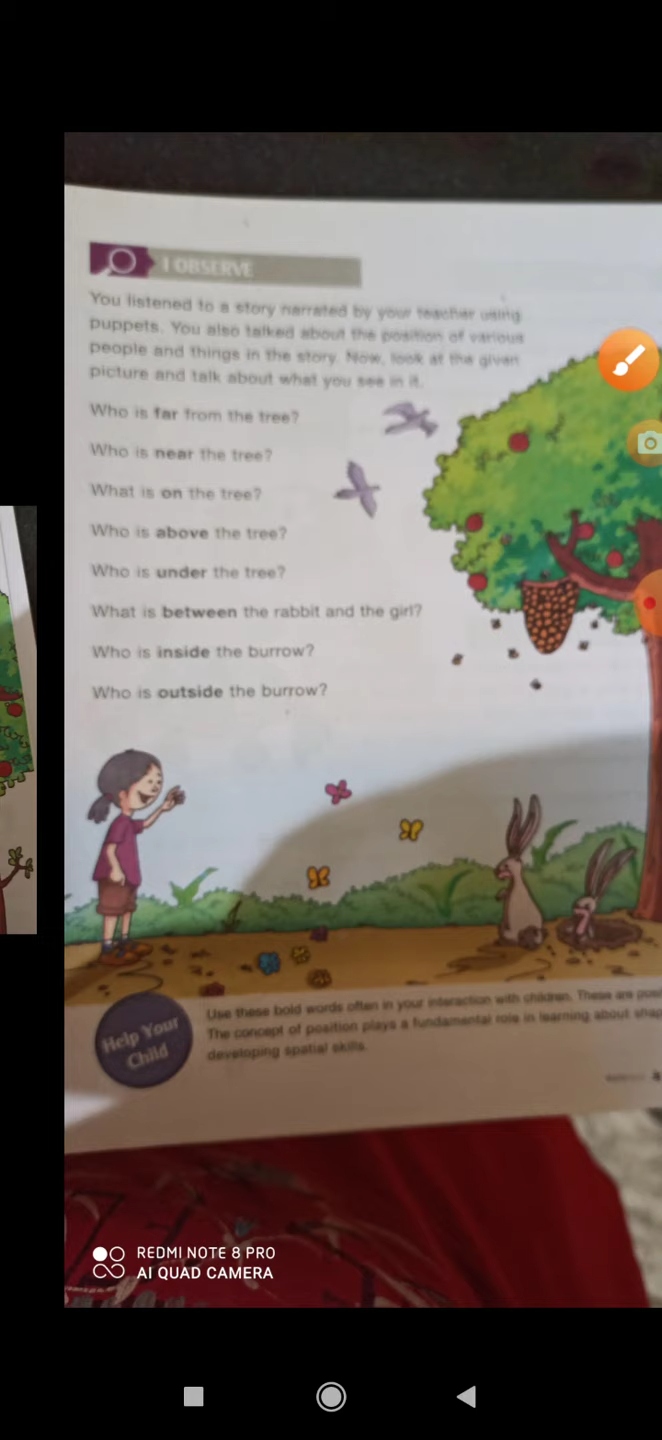 I OBSERVE
You listened to a story narrated by your teacher using
puppets. You also talked about the position of various
people and things in the story. Now, look at the given
picture and talk about what you see in it.
Who is far from the tree?
Who is near the tree?
What is on the tree?
Who is above the tree?
Who is under the tree?
What is between the rabbit and the girl?
Who is inside the burrow?
Who is outside the burrow?
Help Your
Child
Use these bold words often in your interaction with children. These are
The concept of position plays a fundamental role in learning about
developing spatial skills.
REDMI NOTE 8 PRO
AI QUAD CAMERA